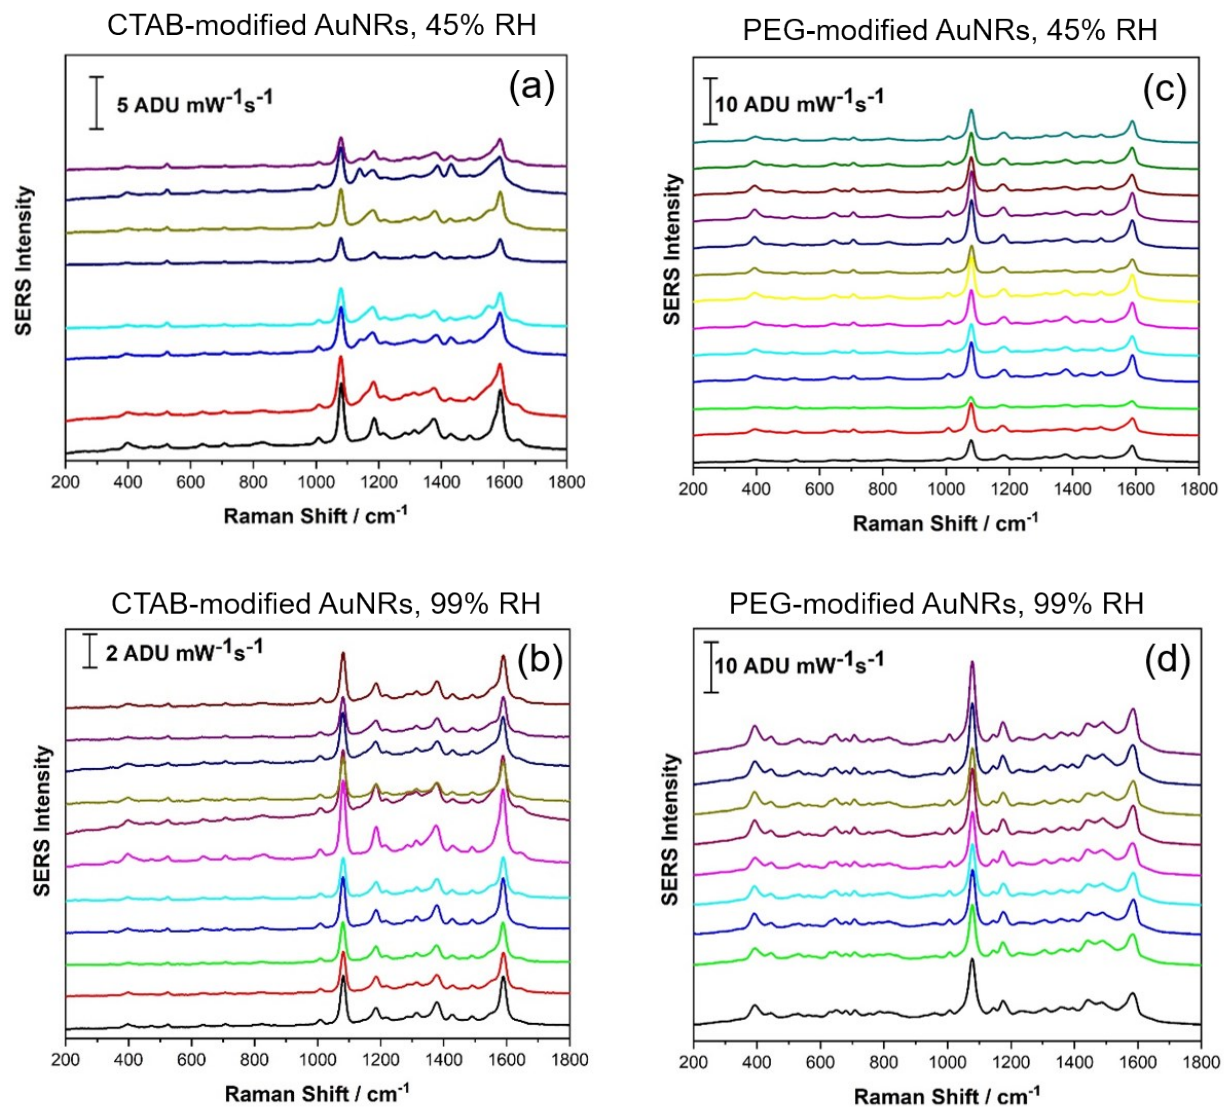 CTAB-modified AuNRs, 45% RH
(a)
5 ADU mW⁻¹s⁻¹
SERS Intensity
200 400 600 800 1000 1200 1400 1600 1800
Raman Shift / cm⁻¹
PEG-modified AuNRs, 45% RH
(c)
10 ADU mW⁻¹s⁻¹
SERS Intensity
200 400 600 800 1000 1200 1400 1600 1800
Raman Shift / cm⁻¹
CTAB-modified AuNRs, 99% RH
(b)
2 ADU mW⁻¹s⁻¹
SERS Intensity
200 400 600 800 1000 1200 1400 1600 1800
Raman Shift / cm⁻¹
PEG-modified AuNRs, 99% RH
(d)
10 ADU mW⁻¹s⁻¹
SERS Intensity
200 400 600 800 1000 1200 1400 1600 1800
Raman Shift / cm⁻¹